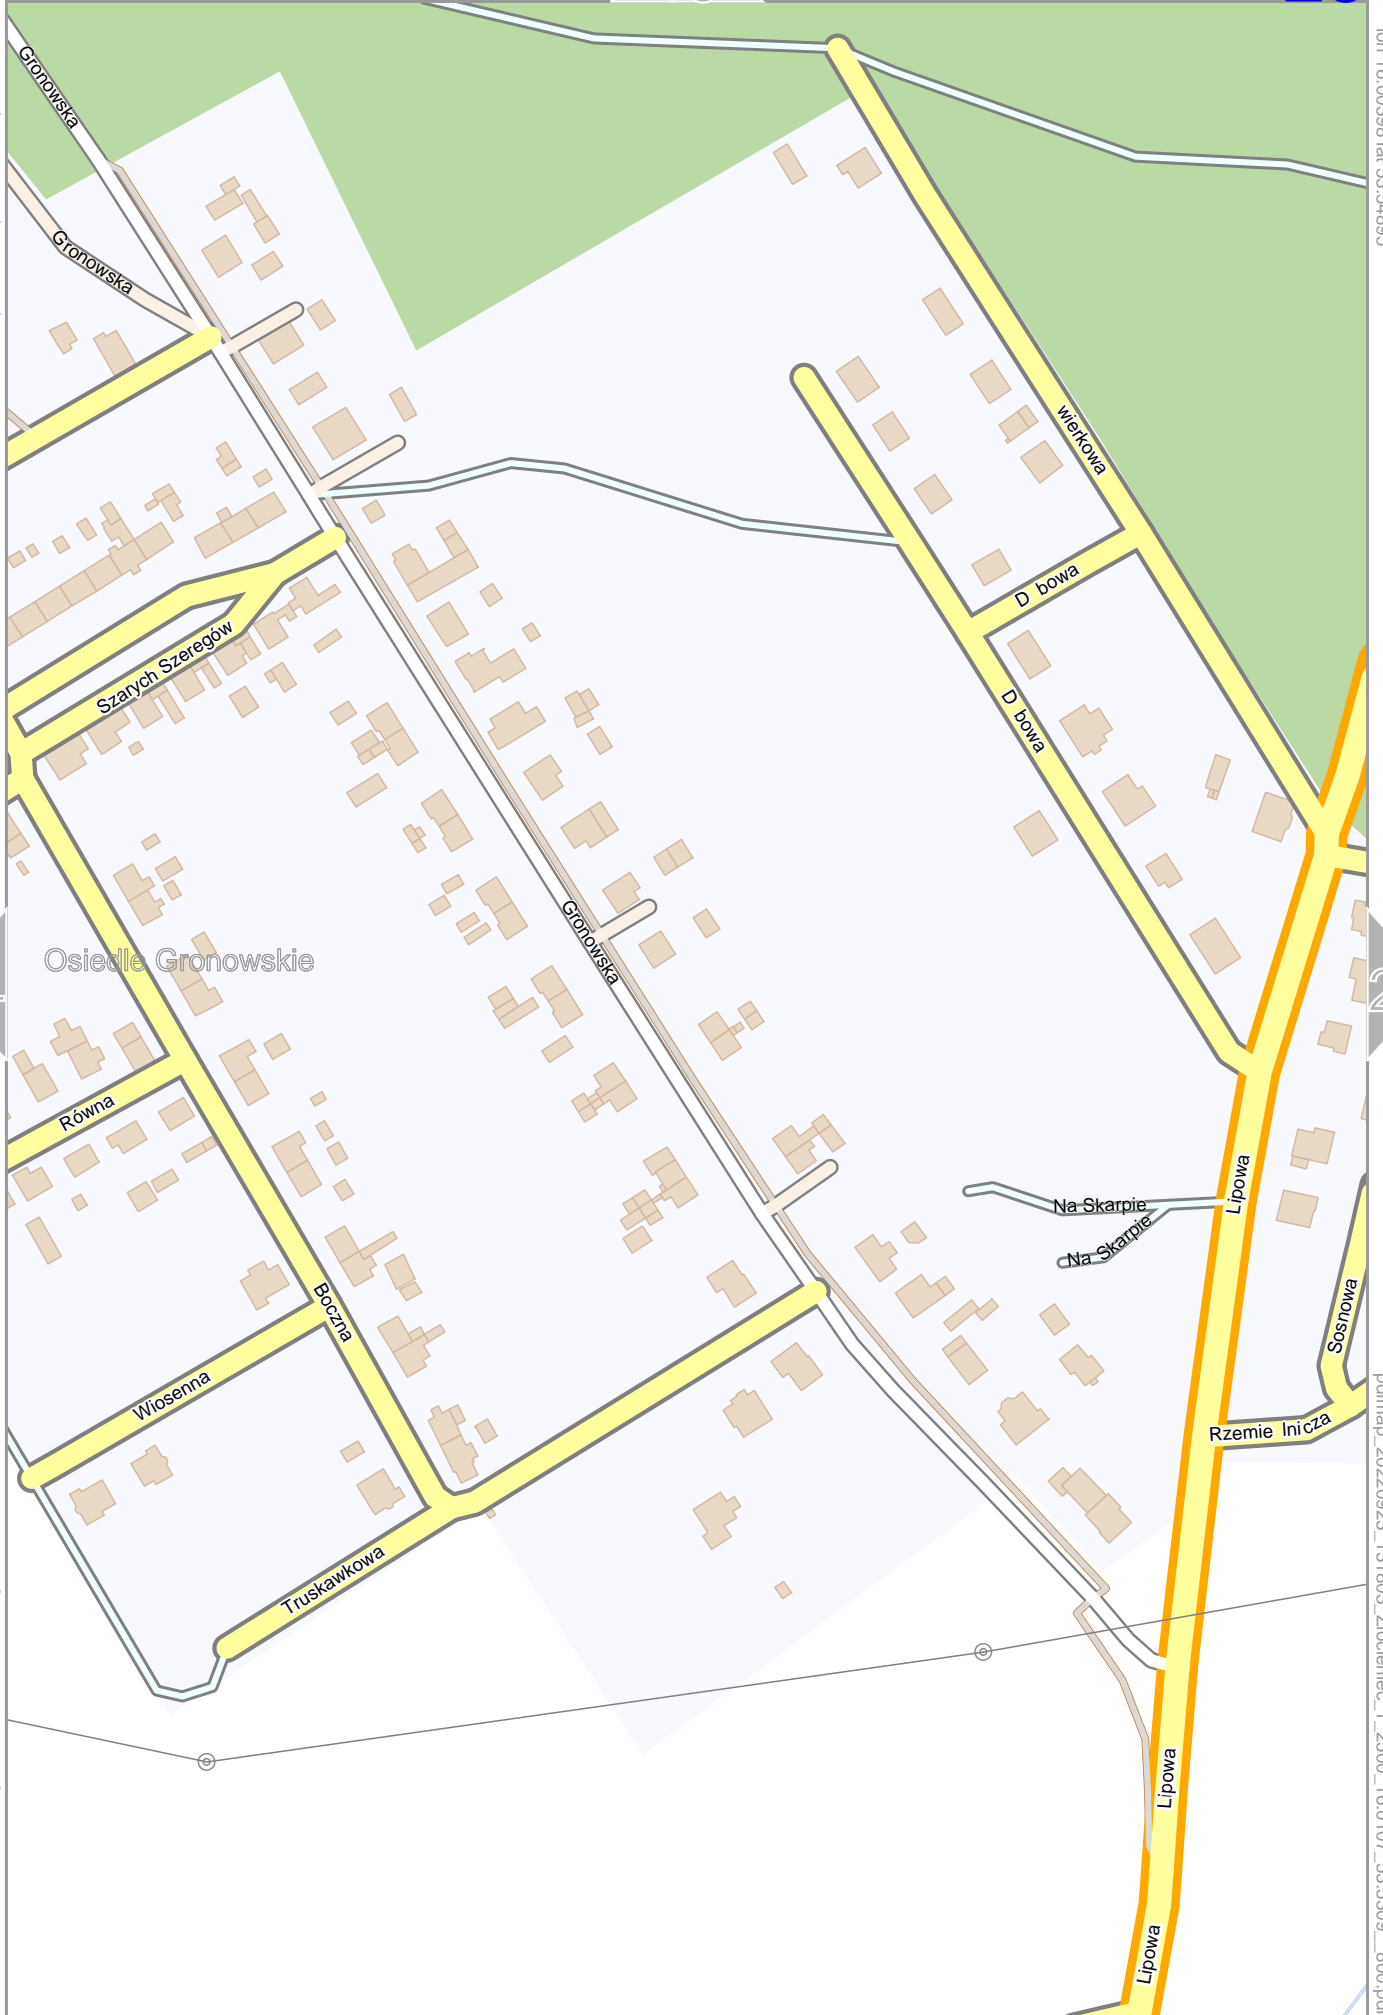 Gronowska
Gronowska
wierkowa
D bowa
Szarych Szeregów
D bowa
Gronowska
Osiedle Gronowskie
2
Równa
Lipowa
Na Skarpie
Na Skarpie
Boczna
Sosnowa
Wiosenna
Rzemie lnicza
Truskawkowa
Lipowa
Lipowa